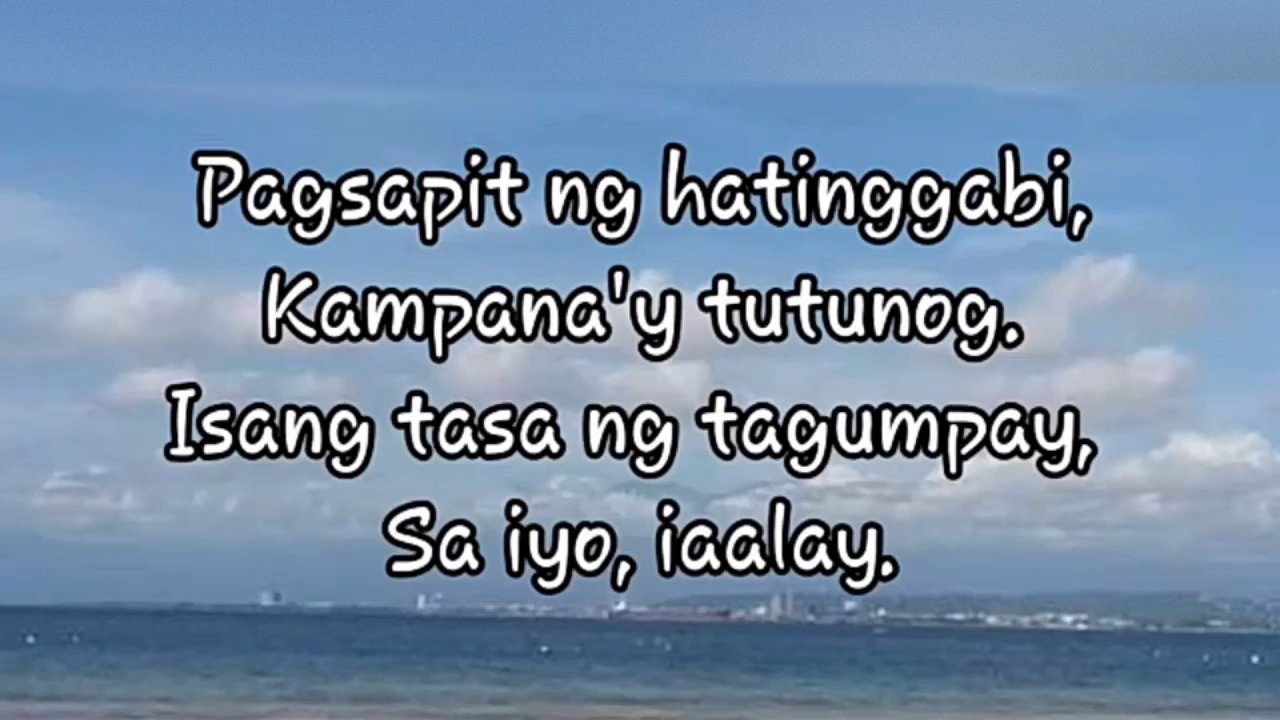 Pagsapit ng hatinggabi,
Kampana'y tutunog.
Isang tasa ng tagumpay,
Sa iyo, iaalay.